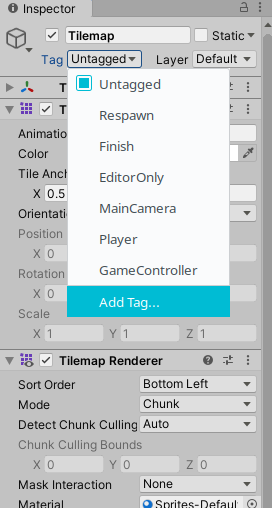 Inspector
Tilemap
Static
Tag Untagged Layer Default
Untagged
Respawn
Finish
EditorOnly
MainCamera
Player
GameController
Add Tag...
T
T
Animation
Color
Tile Anch
X 0.5
Orientatio
Position
X 0
Rotation
X 0
Scale
X 1 Y 1 Z 1
Tilemap Renderer
Sort Order Bottom Left
Mode Chunk
Detect Chunk Culling Auto
Chunk Culling Bounds
X 0 Y 0 Z 0
Mask Interaction None
Material Sprites-Defaul